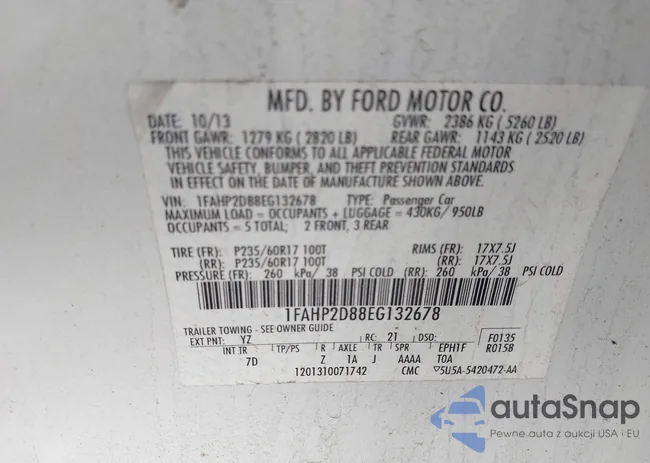 MFD. BY FORD MOTOR CO.
DATE: 10/13 GVWR: 2386 KG ( 5260 LB)
FRONT GAWR: 1279 KG ( 2820 LB) REAR GAWR: 1143 KG ( 2520 LB)
THIS VEHICLE CONFORMS TO ALL APPLICABLE FEDERAL MOTOR
VEHICLE SAFETY, BUMPER, AND THEFT PREVENTION STANDARDS
IN EFFECT ON THE DATE OF MANUFACTURE SHOWN ABOVE.
VIN: 1FAHP2D88EG132678 TYPE: Passenger Car
MAXIMUM LOAD = OCCUPANTS + LUGGAGE = 430KG/ 950LB
OCCUPANTS = 5 TOTAL; 2 FRONT, 3 REAR
TIRE (FR): P235/60R17 100T RIMS (FR): 17X7.5J
(RR): P235/60R17 100T (RR): 17X7.5J
PRESSURE (FR): 260 kPa/ 38 PSI COLD (RR): 260 kPa/ 38 PSI COLD
1FAHP2D88EG132678
TRAILER TOWING - SEE OWNER GUIDE
EXT PNT: YZ RC: 21 DSO: F0135
INT TR TP/PS R AXLE TR SPR EPH1F R0158
7D Z 1A J AAAA TOA
1201310071742 CMC ▽5U5A-5420472-AA
autaSnap
Pewne auta z aukcji USA i EU